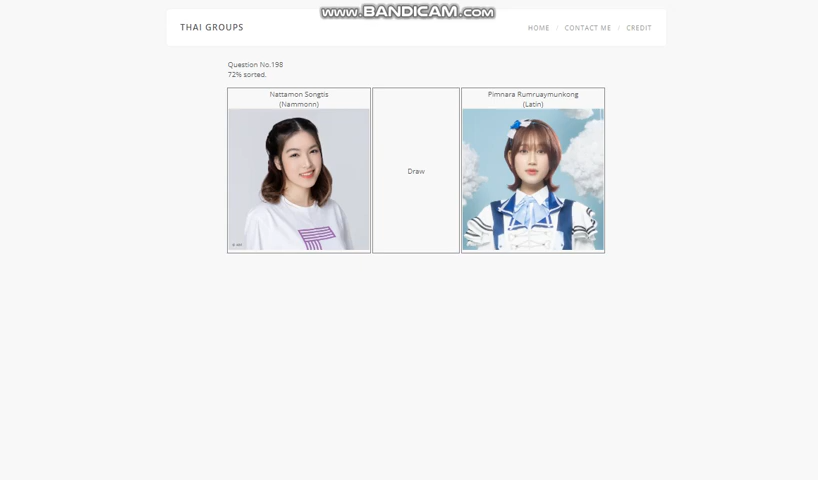 www.BANDICAM.com
THAI GROUPS
HOME / CONTACT ME / CREDIT
Question No.198
72% sorted.
Nattamon Songtis
(Nammonn)
Draw
Pimnara Rumruaymunkong
(Latin)